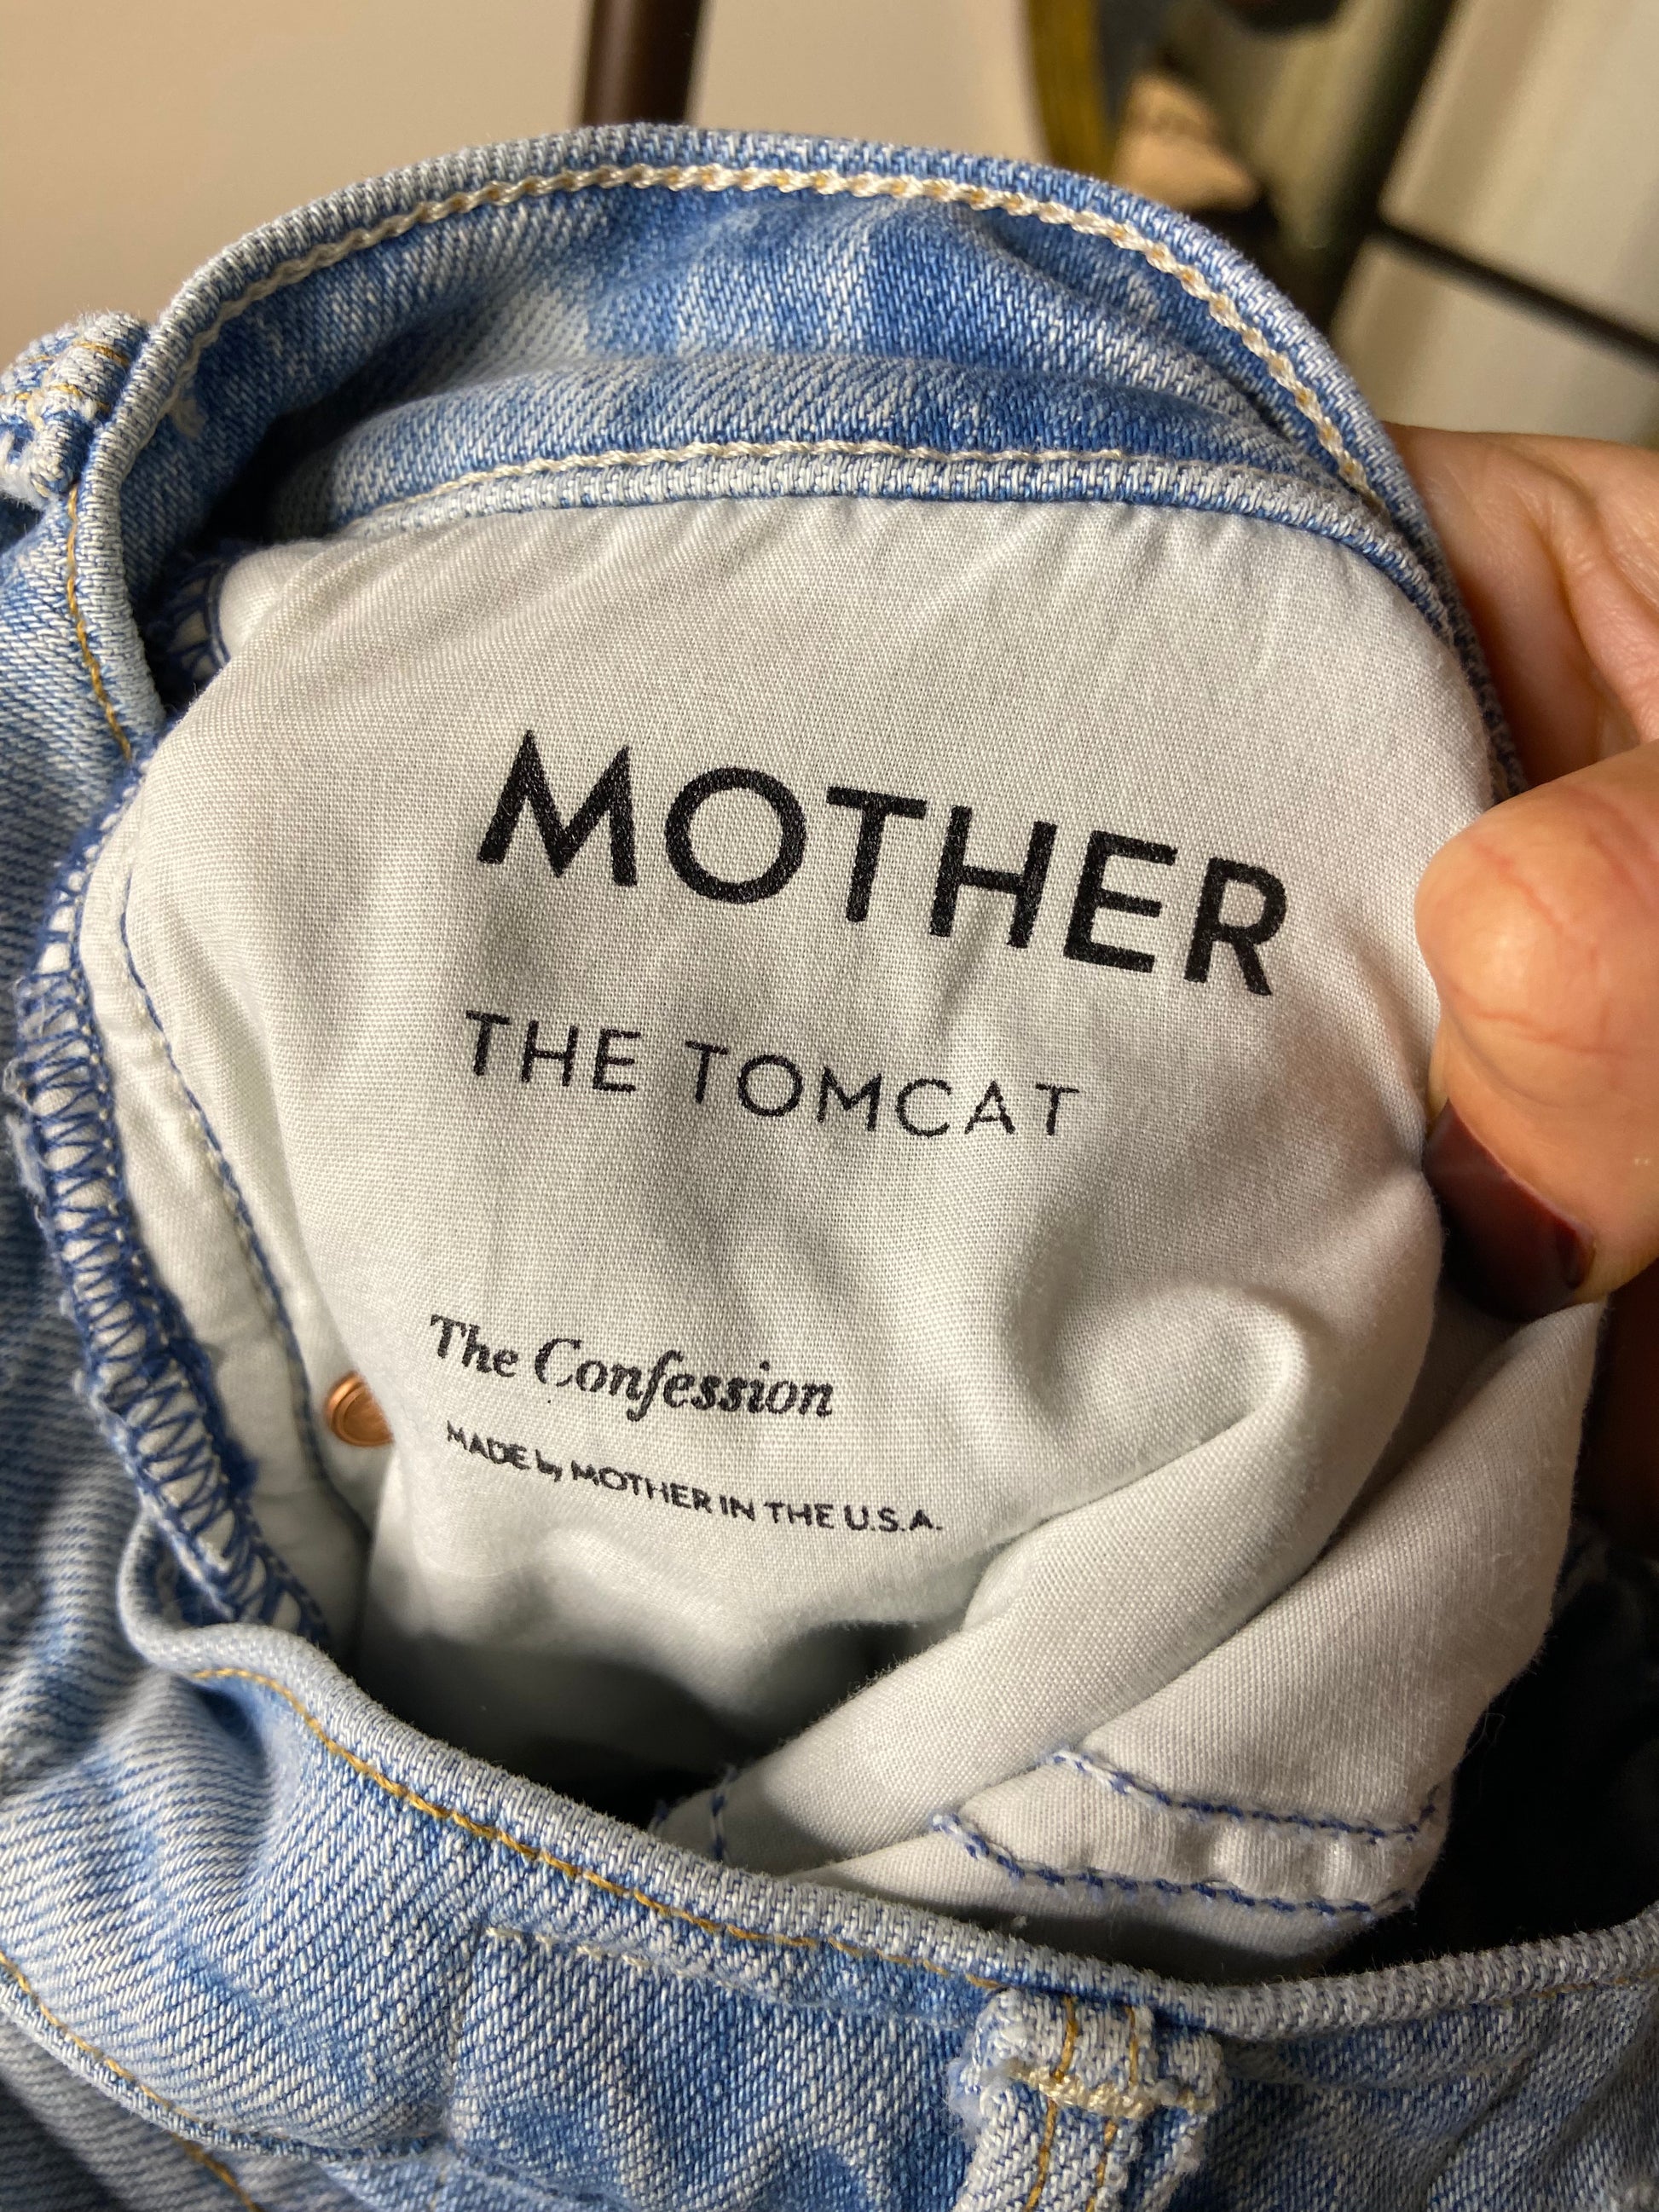 MOTHER
THE TOMCAT
The Confession
MADE by MOTHER IN THE U.S.A.